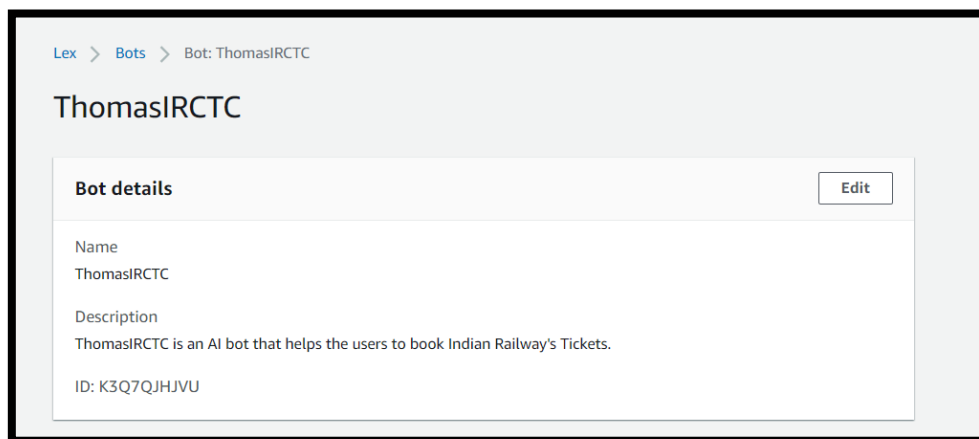 Lex > Bots > Bot: ThomasIRCTC
ThomasIRCTC
Bot details Edit
Name
ThomasIRCTC
Description
ThomasIRCTC is an AI bot that helps the users to book Indian Railway's Tickets.
ID: K3Q7QJHJVU